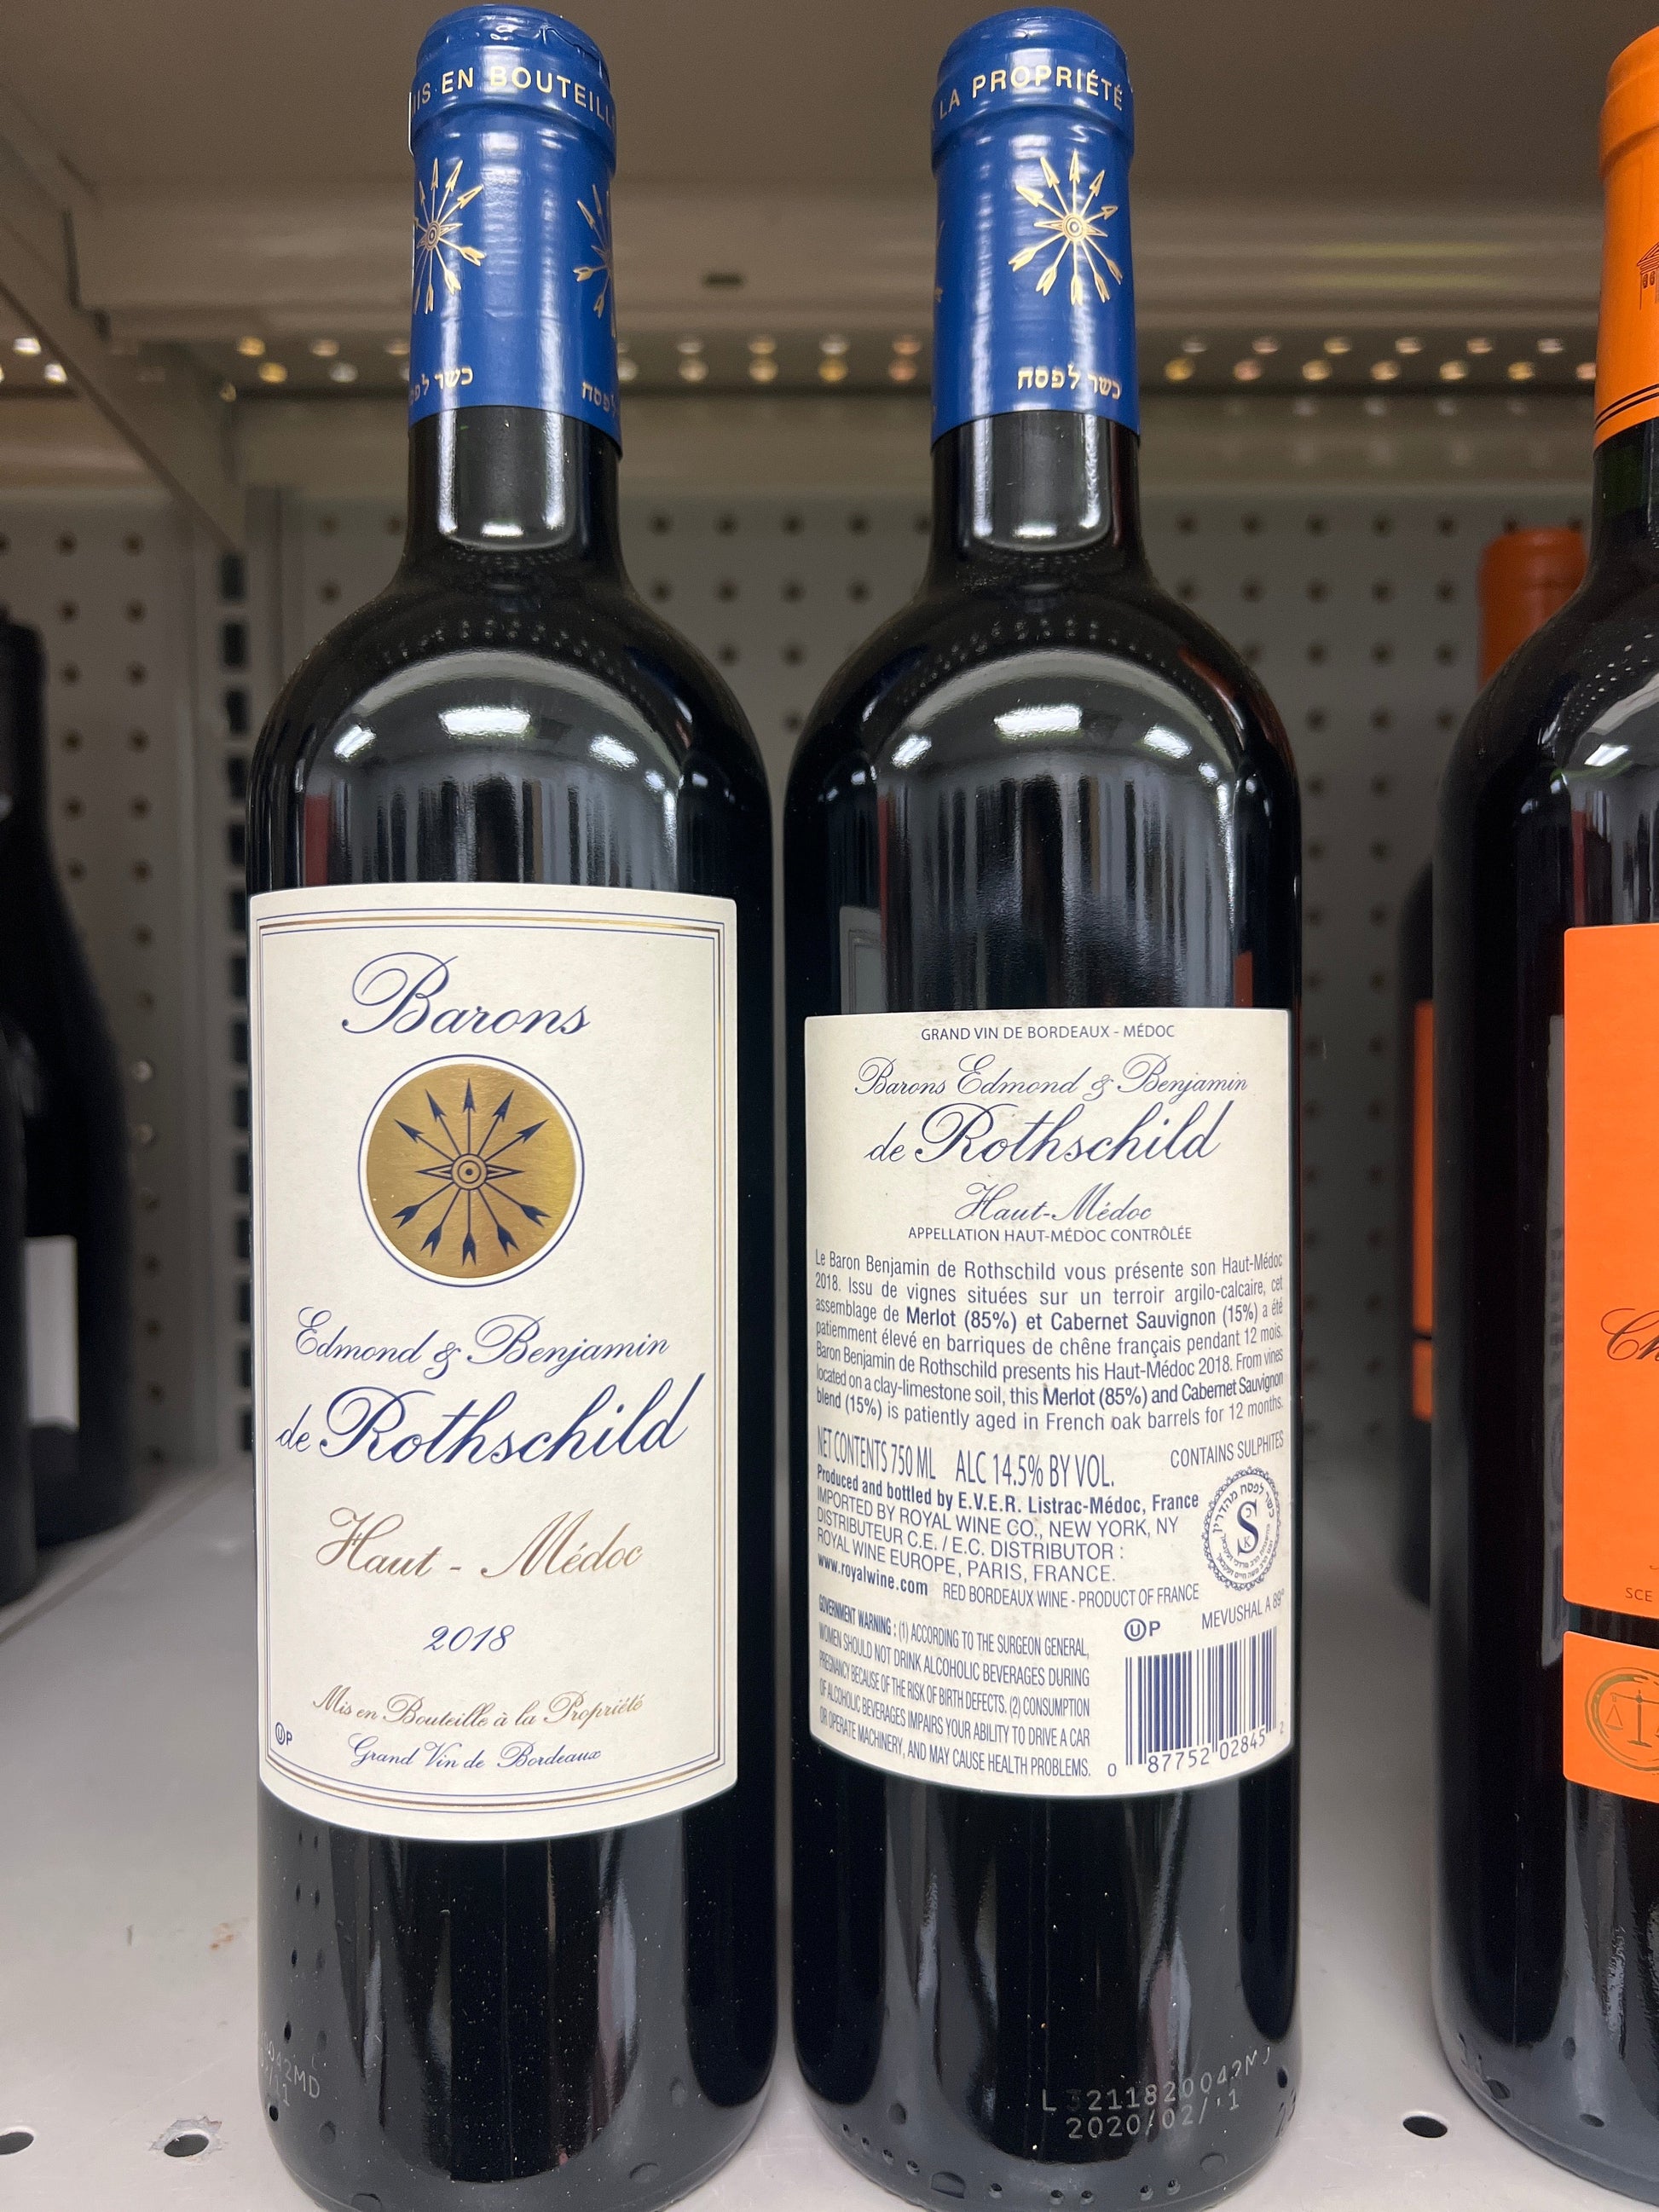 IS EN BOUTEILL
כשר לפ
לפסח
Barons
Edmond & Benjamin
de Rothschild
Haut - Médoc
2018
Mis en Bouteille à la Propriété
Grand Vin de Bordeaux
ⓊP
042MD
LA PROPRIÉTÉ
כשר לפסח
GRAND VIN DE BORDEAUX - MÉDOC
Barons Edmond & Benjamin
de Rothschild
Haut-Médoc
APPELLATION HAUT-MÉDOC CONTRÔLÉE
Le Baron Benjamin de Rothschild vous présente son Haut-Médoc
2018. Issu de vignes situées sur un terroir argilo-calcaire, cet
assemblage de Merlot (85%) et Cabernet Sauvignon (15%) a été
patiemment élevé en barriques de chêne français pendant 12 mois.
Baron Benjamin de Rothschild presents his Haut-Médoc 2018. From vines
located on a clay-limestone soil, this Merlot (85%) and Cabernet Sauvignon
blend (15%) is patiently aged in French oak barrels for 12 months.
NET CONTENTS 750 ML ALC 14.5% BY VOL.
CONTAINS SULPHITES
Produced and bottled by E.V.E.R. Listrac-Médoc, France
IMPORTED BY ROYAL WINE CO., NEW YORK, NY
DISTRIBUTEUR C.E. / E.C. DISTRIBUTOR :
ROYAL WINE EUROPE, PARIS, FRANCE.
www.royalwine.com RED BORDEAUX WINE - PRODUCT OF FRANCE
כשר לפסח מהדרין
ⓊP
MEVUSHAL A 89°
GOVERNMENT WARNING : (1) ACCORDING TO THE SURGEON GENERAL,
WOMEN SHOULD NOT DRINK ALCOHOLIC BEVERAGES DURING
PREGNANCY BECAUSE OF THE RISK OF BIRTH DEFECTS. (2) CONSUMPTION
OF ALCOHOLIC BEVERAGES IMPAIRS YOUR ABILITY TO DRIVE A CAR
OR OPERATE MACHINERY, AND MAY CAUSE HEALTH PROBLEMS.
0 87752 02845 2
Ch
SCE